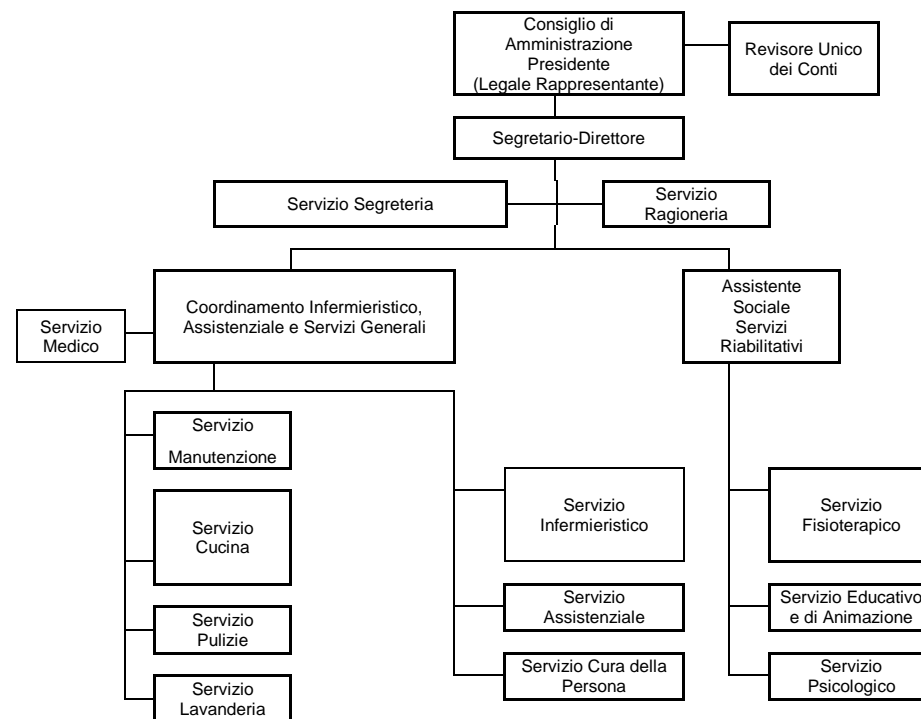 Consiglio di
Amministrazione
Presidente
(Legale Rappresentante)
Revisore Unico
dei Conti
Segretario-Direttore
Servizio Segreteria
Servizio
Ragioneria
Coordinamento Infermieristico,
Assistenziale e Servizi Generali
Assistente
Sociale
Servizi
Riabilitativi
Servizio
Medico
Servizio
Manutenzione
Servizio
Cucina
Servizio
Pulizie
Servizio
Lavanderia
Servizio
Infermieristico
Servizio
Assistenziale
Servizio Cura della
Persona
Servizio
Fisioterapico
Servizio Educativo
e di Animazione
Servizio
Psicologico